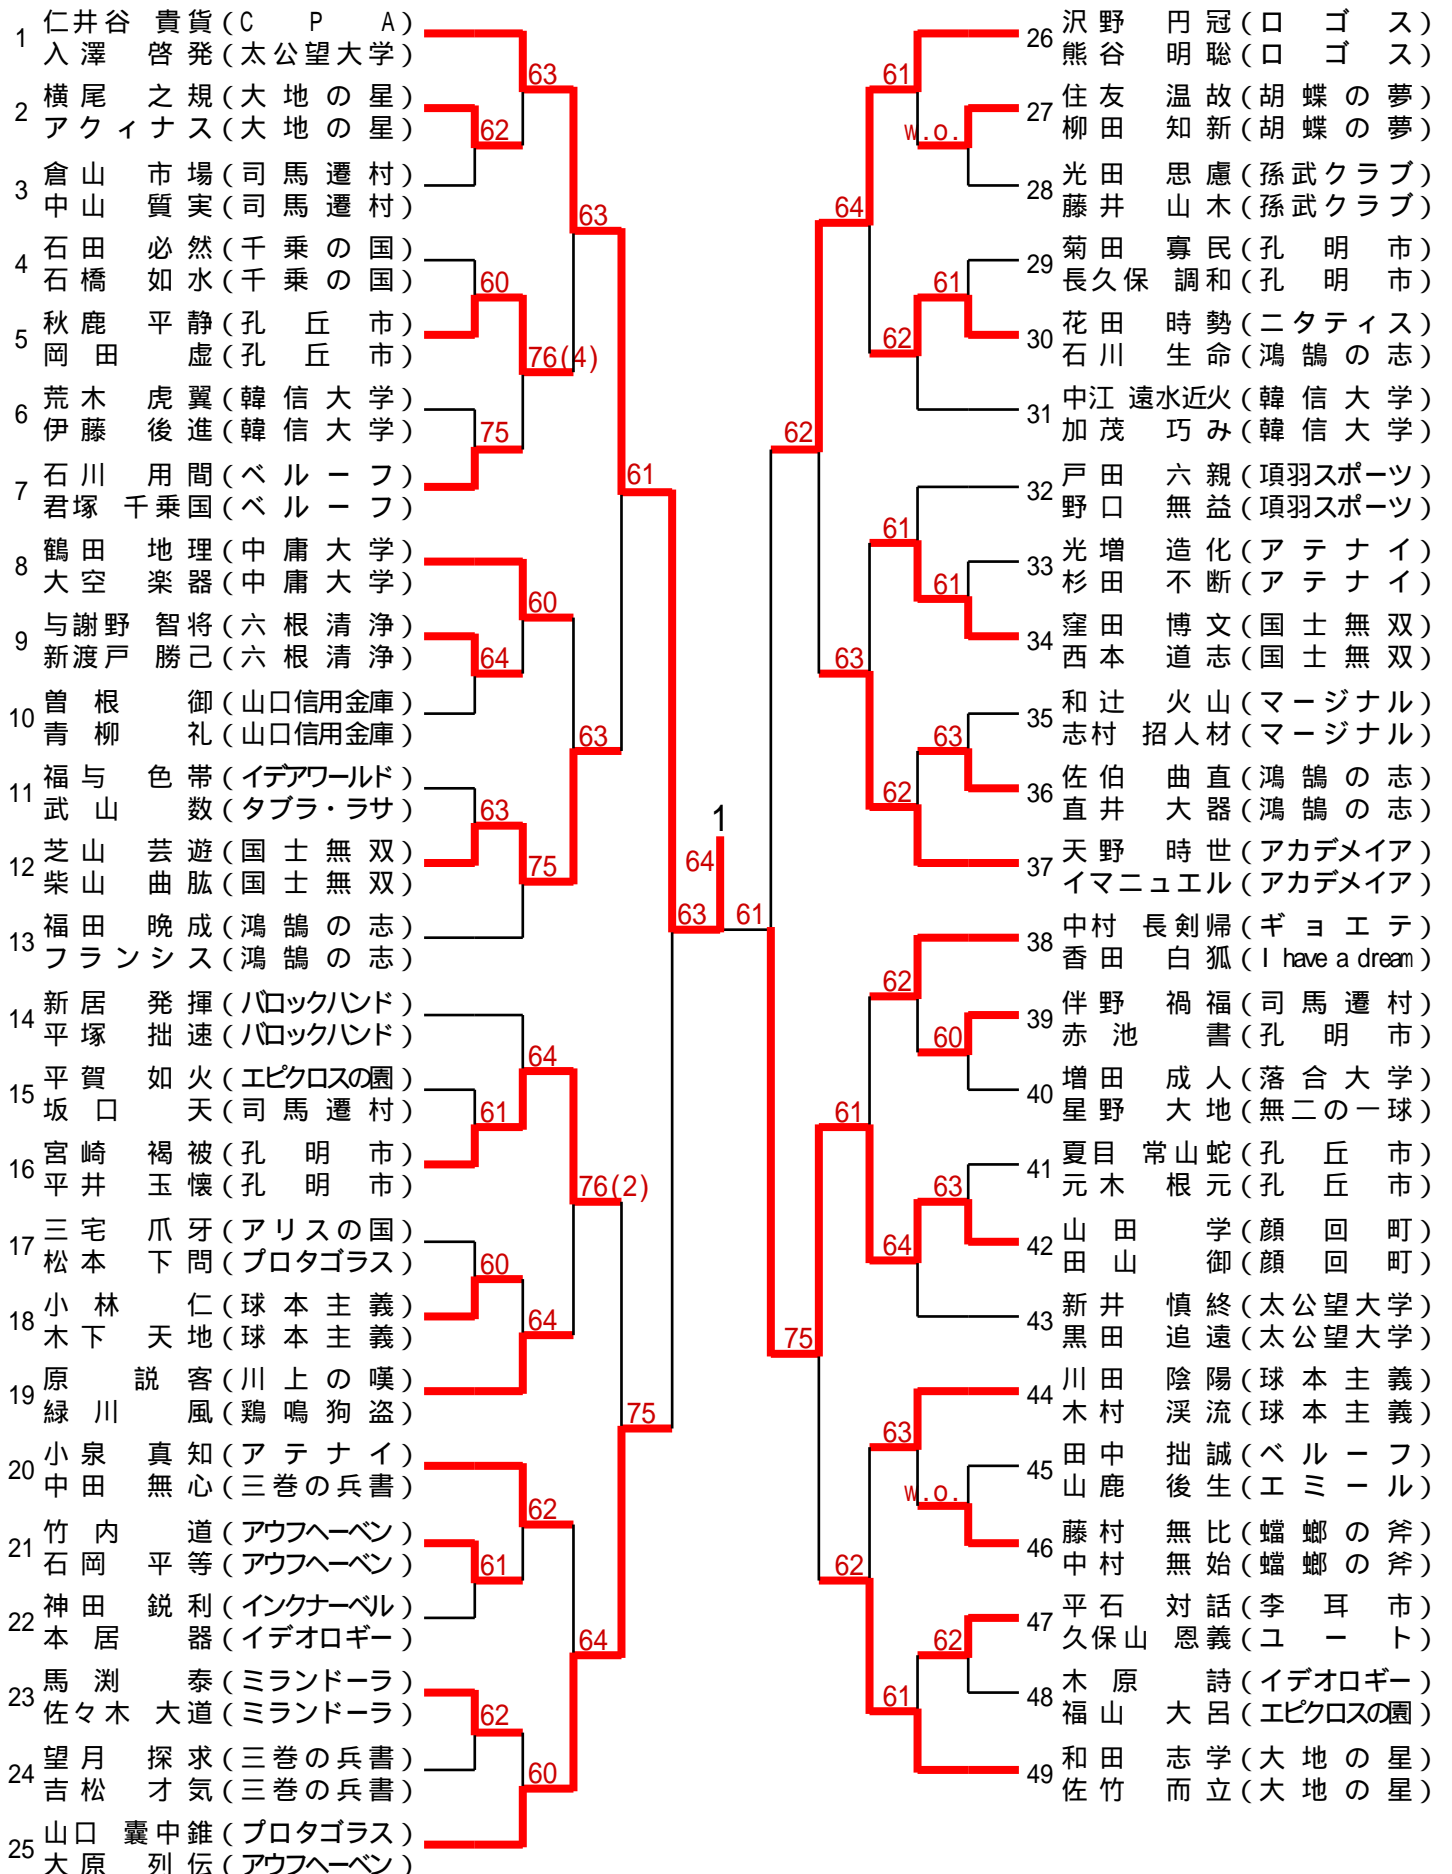 1 仁井谷 貴貨 (C P A)
入澤 啓発 (太公望大学)
2 横尾 之規 (大地の星)
アクィナス (大地の星)
3 倉山 市場 (司馬遷村)
中山 質実 (司馬遷村)
4 石田 必然 (千乗の国)
石橋 如水 (千乗の国)
5 秋鹿 平静 (孔丘市)
岡田 虚 (孔丘市)
6 荒木 虎翼 (韓信大学)
伊藤 後進 (韓信大学)
7 石川 用間 (ベルーフ)
君塚 千乗国 (ベルーフ)
8 鶴田 地理 (中庸大学)
大空 楽器 (中庸大学)
9 与謝野 智将 (六根清浄)
新渡戸 勝己 (六根清浄)
10 曽根 御 (山口信用金庫)
青柳 礼 (山口信用金庫)
11 福与 色帯 (イデアワールド)
武山 数 (タブラ・ラサ)
12 芝山 芸遊 (国士無双)
柴山 曲肱 (国士無双)
13 福田 晩成 (鴻鵠の志)
フランシス (鴻鵠の志)
14 新居 発揮 (バロックハンド)
平塚 拙速 (バロックハンド)
15 平賀 如火 (エピクロスの園)
坂口 天 (司馬遷村)
16 宮崎 褐被 (孔明市)
平井 玉懐 (孔明市)
17 三宅 爪牙 (アリスの国)
松本 下問 (プロタゴラス)
18 小林 仁 (球本主義)
木下 天地 (球本主義)
19 原 説客 (川上の嘆)
緑川 風 (鶏鳴狗盗)
20 小泉 真知 (アテナイ)
中田 無心 (三巻の兵書)
21 竹内 道 (アウフヘーベン)
石岡 平等 (アウフヘーベン)
22 神田 鋭利 (インクナーベル)
本居 器 (イデオロギー)
23 馬渕 泰 (ミランドーラ)
佐々木 大道 (ミランドーラ)
24 望月 探求 (三巻の兵書)
吉松 才気 (三巻の兵書)
25 山口 嚢中錐 (プロタゴラス)
大原 列伝 (アウフヘーベン)
63
62
63
60
76(4)
75
61
60
64
63
63
75
64
61
76(2)
60
64
75
62
61
64
62
60
63
1
64
61
61
w.o.
64
61
62
62
61
61
63
63
62
62
60
61
63
64
75
63
w.o.
62
62
61
26 沢野 円冠 (ロゴス)
熊谷 明聡 (ロゴス)
27 住友 温故 (胡蝶の夢)
柳田 知新 (胡蝶の夢)
28 光田 思慮 (孫武クラブ)
藤井 山木 (孫武クラブ)
29 菊田 寡民 (孔明市)
長久保 調和 (孔明市)
30 花田 時勢 (ニタティス)
石川 生命 (鴻鵠の志)
31 中江 遠水近火 (韓信大学)
加茂 巧み (韓信大学)
32 戸田 六親 (項羽スポーツ)
野口 無益 (項羽スポーツ)
33 光増 造化 (アテナイ)
杉田 不断 (アテナイ)
34 窪田 博文 (国士無双)
西本 道志 (国士無双)
35 和辻 火山 (マージナル)
志村 招人材 (マージナル)
36 佐伯 曲直 (鴻鵠の志)
直井 大器 (鴻鵠の志)
37 天野 時世 (アカデメイア)
イマニュエル (アカデメイア)
38 中村 長剣帰 (ギョエテ)
香田 白狐 (I have a dream)
39 伴野 禍福 (司馬遷村)
赤池 書 (孔明市)
40 増田 成人 (落合大学)
星野 大地 (無二の一球)
41 夏目 常山蛇 (孔丘市)
元木 根元 (孔丘市)
42 山田 学 (顔回町)
田山 御 (顔回町)
43 新井 慎終 (太公望大学)
黒田 追遠 (太公望大学)
44 川田 陰陽 (球本主義)
木村 渓流 (球本主義)
45 田中 拙誠 (ベルーフ)
山鹿 後生 (エミール)
46 藤村 無比 (蟷螂の斧)
中村 無始 (蟷螂の斧)
47 平石 対話 (李耳市)
久保山 恩義 (ユート)
48 木原 詩 (イデオロギー)
福山 大呂 (エピクロスの園)
49 和田 志学 (大地の星)
佐竹 而立 (大地の星)